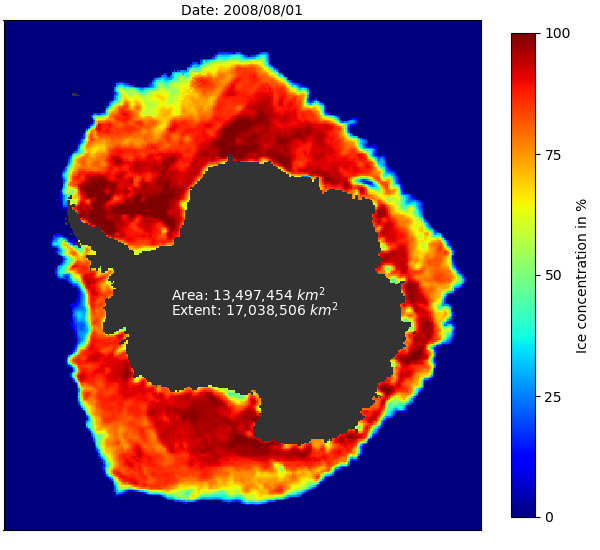 Date: 2008/08/01
Area: 13,497,454 km²
Extent: 17,038,506 km²
100
75
50
25
0
Ice concentration in %